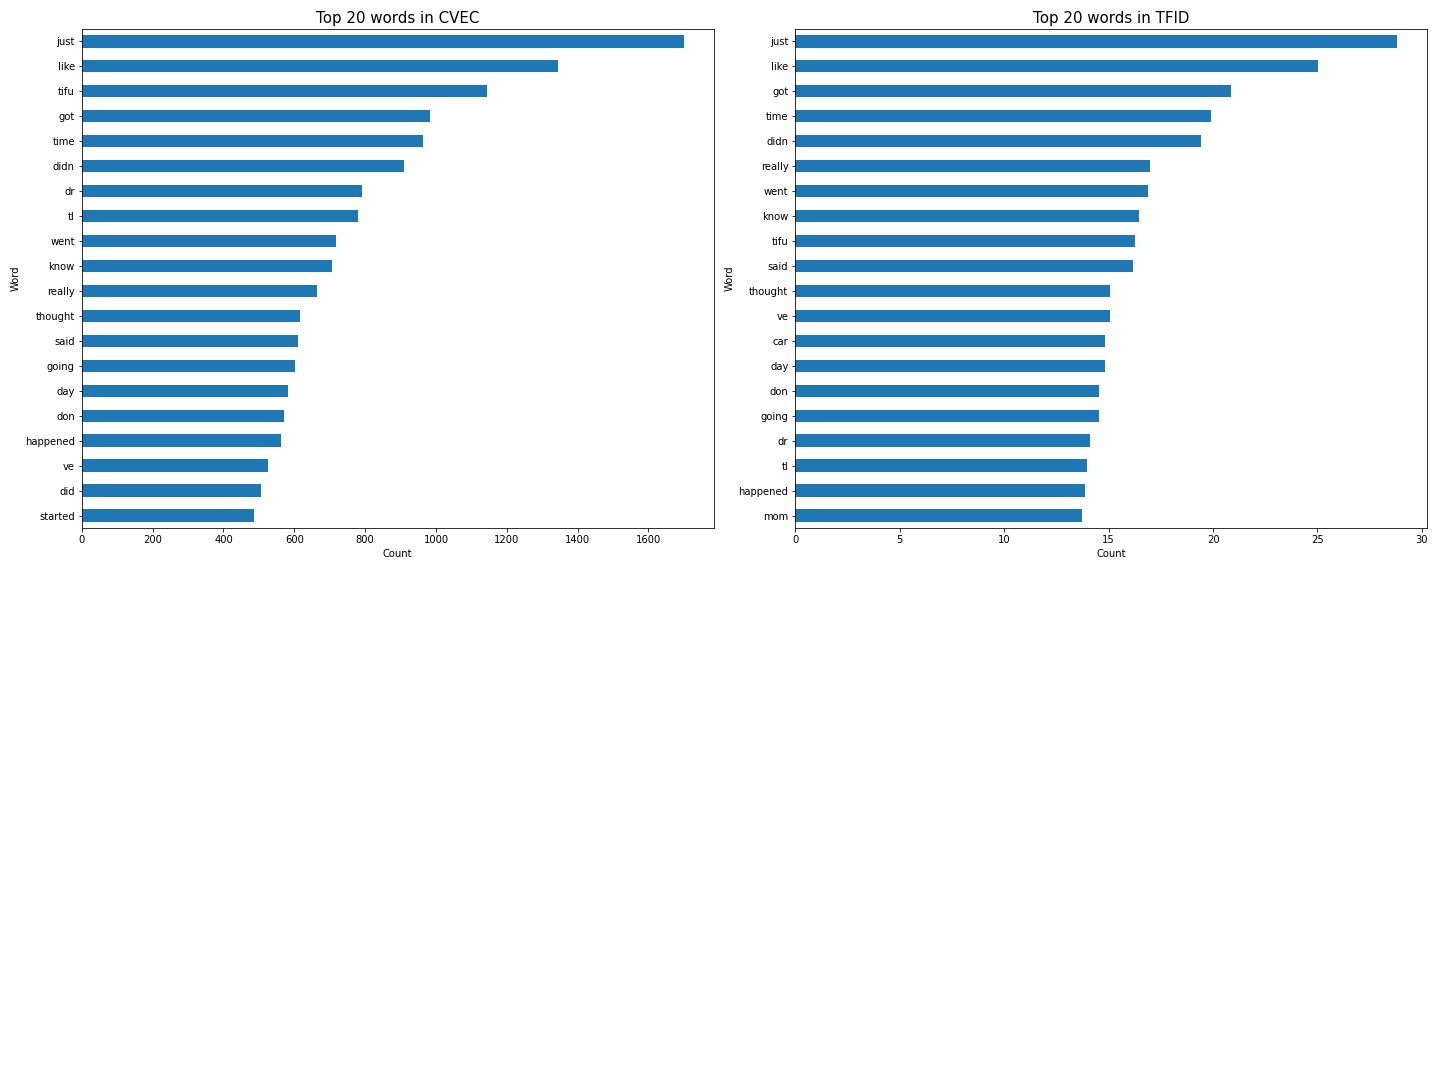 Top 20 words in CVEC
Word
just
like
tifu
got
time
didn
dr
tl
went
know
really
thought
said
going
day
don
happened
ve
did
started
0 200 400 600 800 1000 1200 1400 1600
Count
Top 20 words in TFID
Word
just
like
got
time
didn
really
went
know
tifu
said
thought
ve
car
day
don
going
dr
tl
happened
mom
0 5 10 15 20 25 30
Count